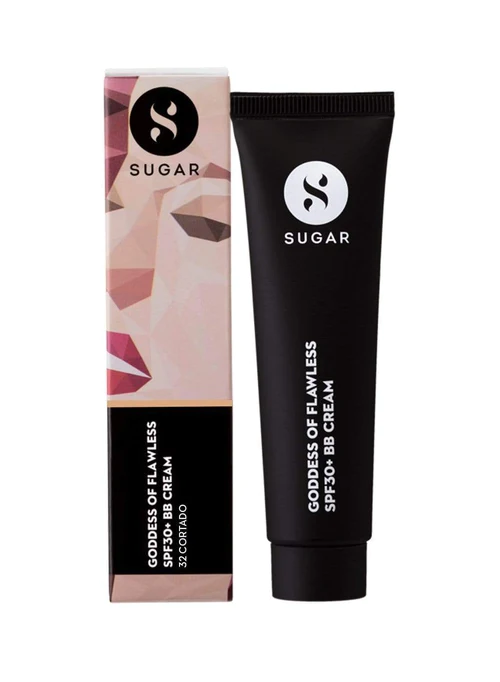 SUGAR
GODDESS OF FLAWLESS
SPF30+ BB CREAM
32 CORTADO
SUGAR
GODDESS OF FLAWLESS
SPF30+ BB CREAM